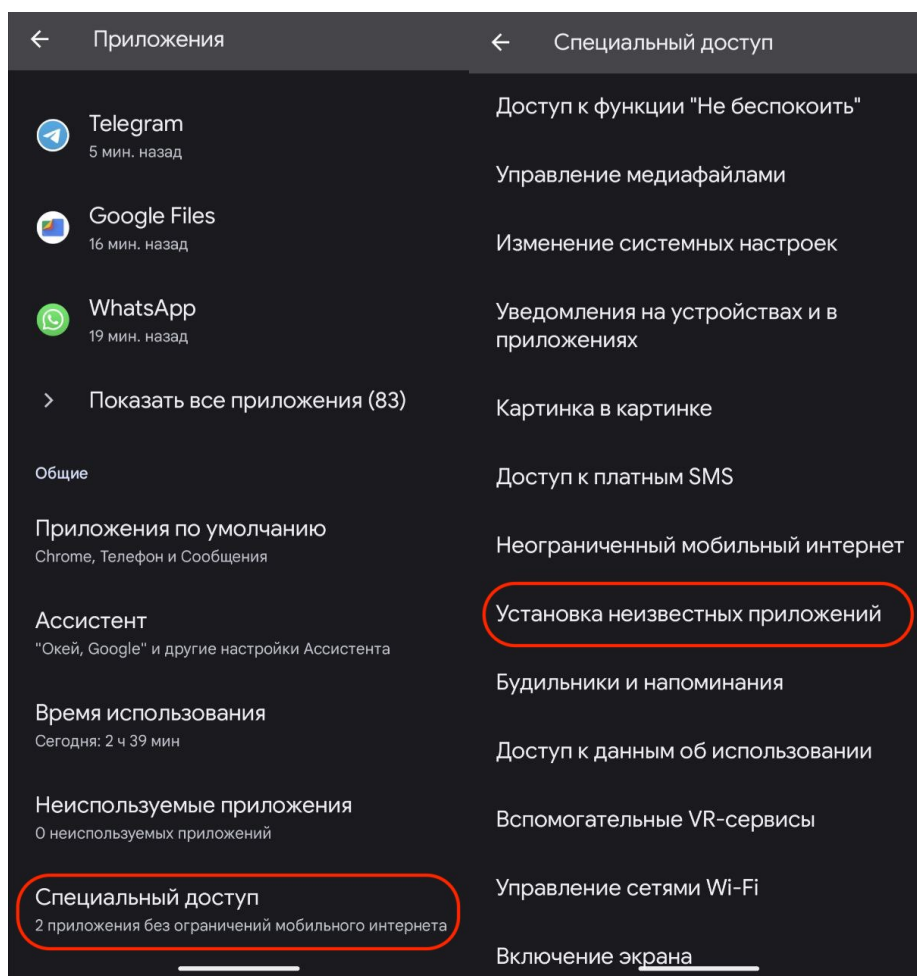 Приложения
Telegram
5 мин. назад
Google Files
16 мин. назад
WhatsApp
19 мин. назад
Показать все приложения (83)
Общие
Приложения по умолчанию
Chrome, Телефон и Сообщения
Ассистент
"Окей, Google" и другие настройки Ассистента
Время использования
Сегодня: 2 ч 39 мин
Неиспользуемые приложения
0 неиспользуемых приложений
Специальный доступ
2 приложения без ограничений мобильного интернета
Специальный доступ
Доступ к функции "Не беспокоить"
Управление медиафайлами
Изменение системных настроек
Уведомления на устройствах и в
приложениях
Картинка в картинке
Доступ к платным SMS
Неограниченный мобильный интернет
Установка неизвестных приложений
Будильники и напоминания
Доступ к данным об использовании
Вспомогательные VR-сервисы
Управление сетями Wi-Fi
Включение экрана